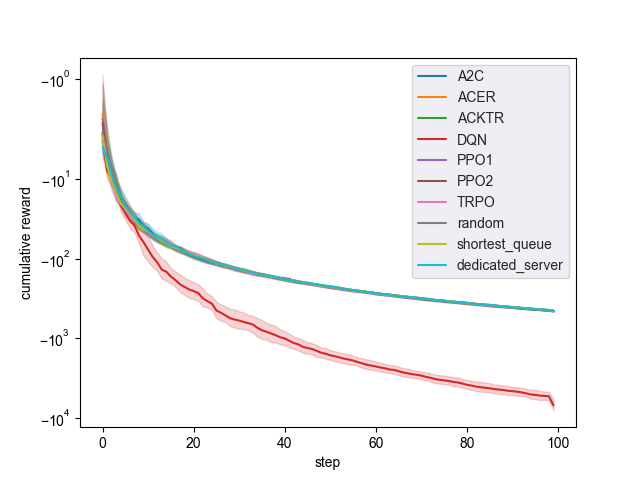 −10⁰
−10¹
−10²
−10³
−10⁴
cumulative reward
0
20
40
60
80
100
step
A2C
ACER
ACKTR
DQN
PPO1
PPO2
TRPO
random
shortest_queue
dedicated_server